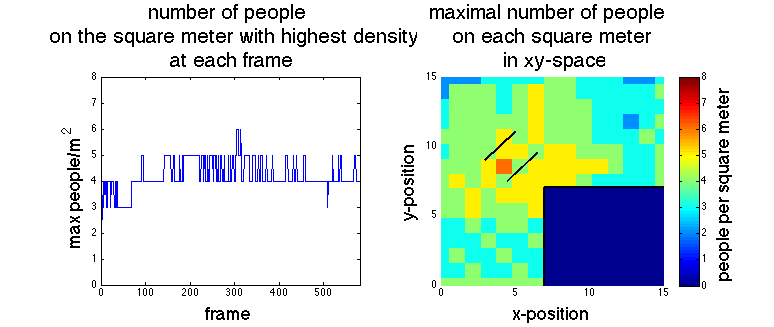 number of people
on the square meter with highest density
at each frame
maximal number of people
on each square meter
in xy-space
max people/m²
8
7
6
5
4
3
2
1
0
0
100
200
300
400
500
frame
y-position
15
10
5
0
0
5
10
15
x-position
8
7
6
5
4
3
2
1
0
people per square meter